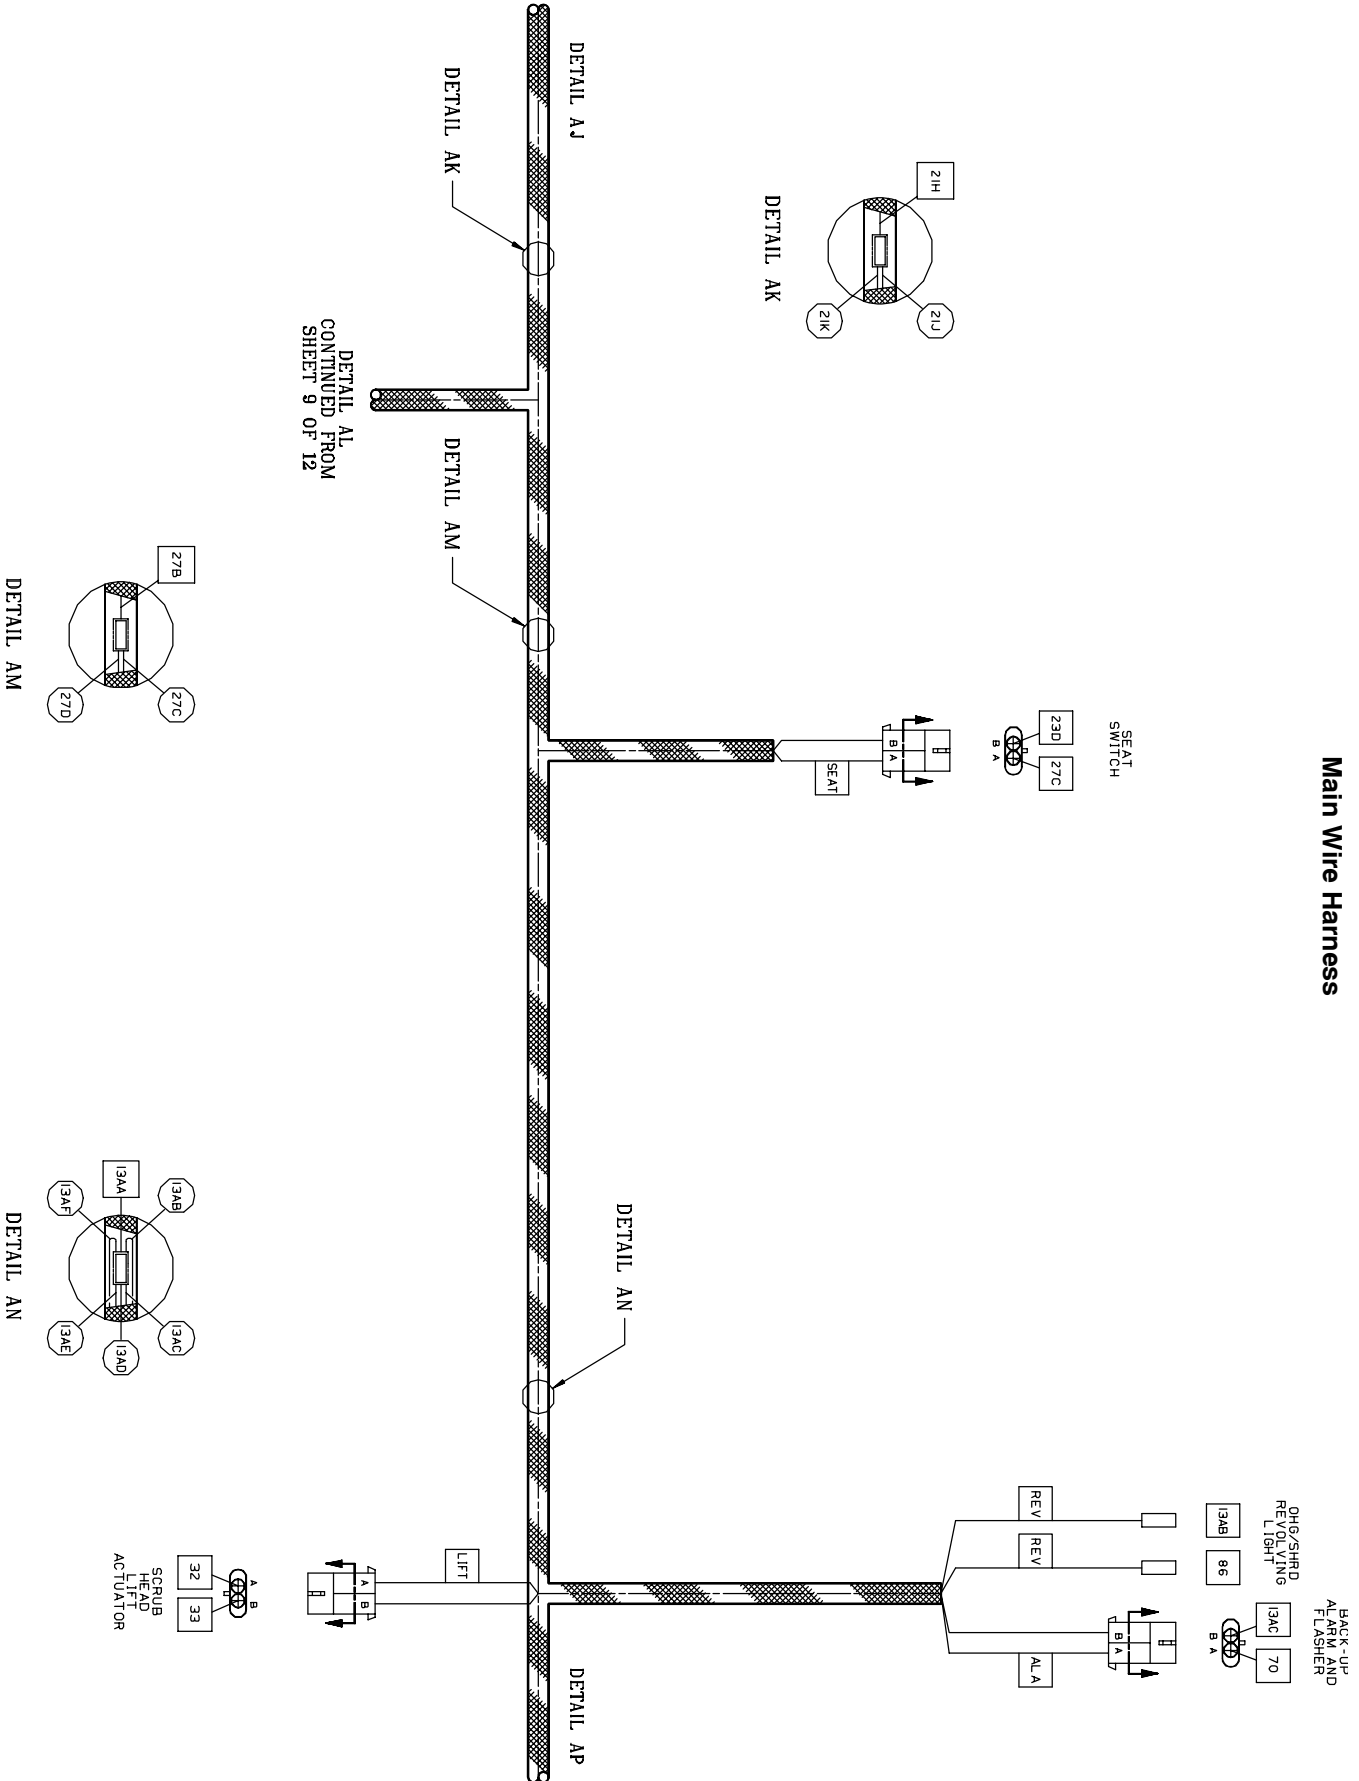 Main Wire Harness
OHG/SHRD
REVOLVING
LIGHT
BACK-UP
ALARM AND
FLASHER
13AB
86
13AC
70
B
A
REV
REV
B
A
ALA
SEAT
SWITCH
23D
27C
B
A
B
A
SEAT
21H
21J
21K
DETAIL AK
DETAIL AJ
DETAIL AK
DETAIL AL
CONTINUED FROM
SHEET 9 OF 12
DETAIL AM
DETAIL AN
DETAIL AP
LIFT
A
B
A
B
32
33
SCRUB
HEAD
LIFT
ACTUATOR
27B
27C
27D
DETAIL AM
13AA
13AB
13AF
13AC
13AD
13AE
DETAIL AN